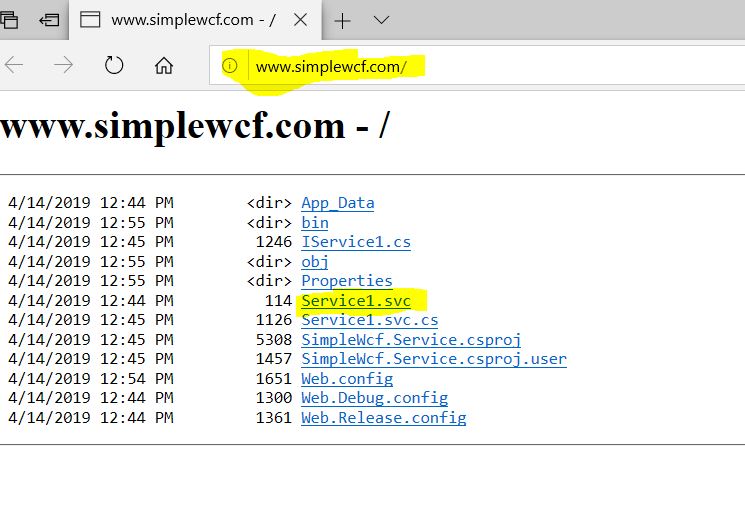 www.simplewcf.com - /
www.simplewcf.com/
www.simplewcf.com - /
4/14/2019 12:44 PM <dir> App_Data
4/14/2019 12:55 PM <dir> bin
4/14/2019 12:45 PM 1246 IService1.cs
4/14/2019 12:55 PM <dir> obj
4/14/2019 12:55 PM <dir> Properties
4/14/2019 12:44 PM 114 Service1.svc
4/14/2019 12:45 PM 1126 Service1.svc.cs
4/14/2019 12:45 PM 5308 SimpleWcf.Service.csproj
4/14/2019 12:45 PM 1457 SimpleWcf.Service.csproj.user
4/14/2019 12:54 PM 1651 Web.config
4/14/2019 12:44 PM 1300 Web.Debug.config
4/14/2019 12:44 PM 1361 Web.Release.config